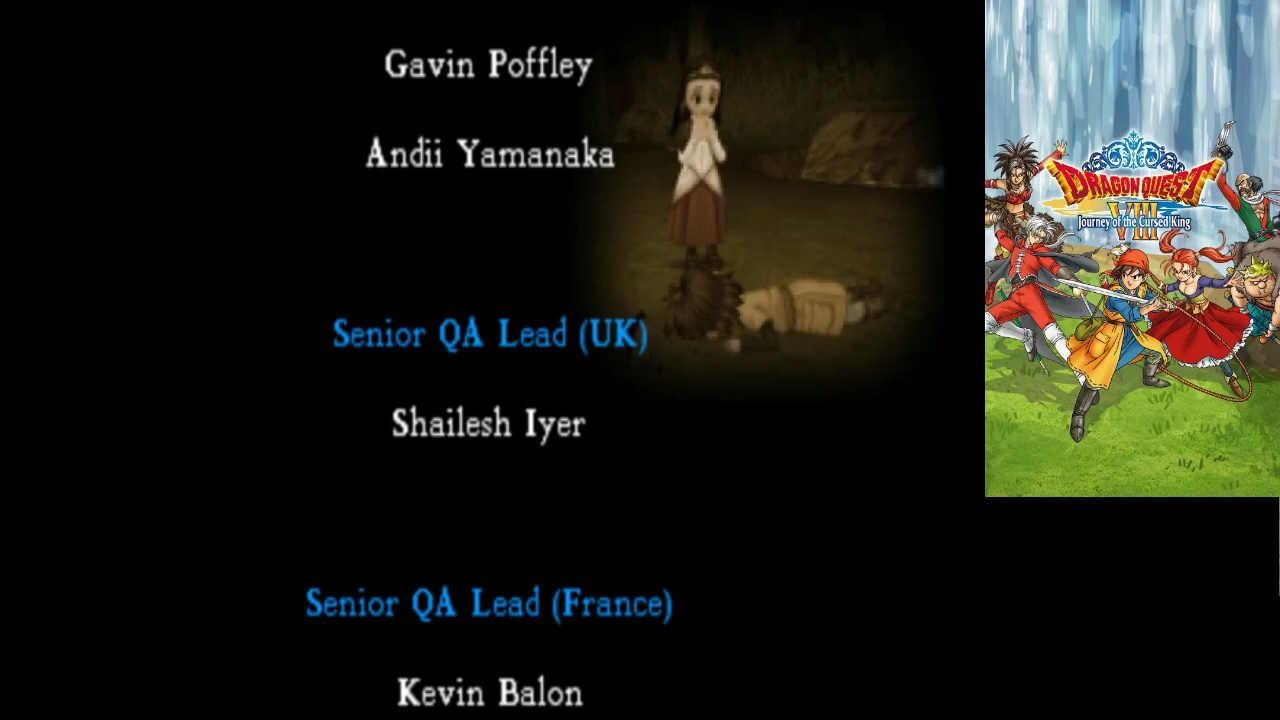 Gavin Poffley
Andii Yamanaka
Senior QA Lead (UK)
Shailesh Iyer
Senior QA Lead (France)
Kevin Balon
DRAGON QUEST
VIII
Journey of the Cursed King